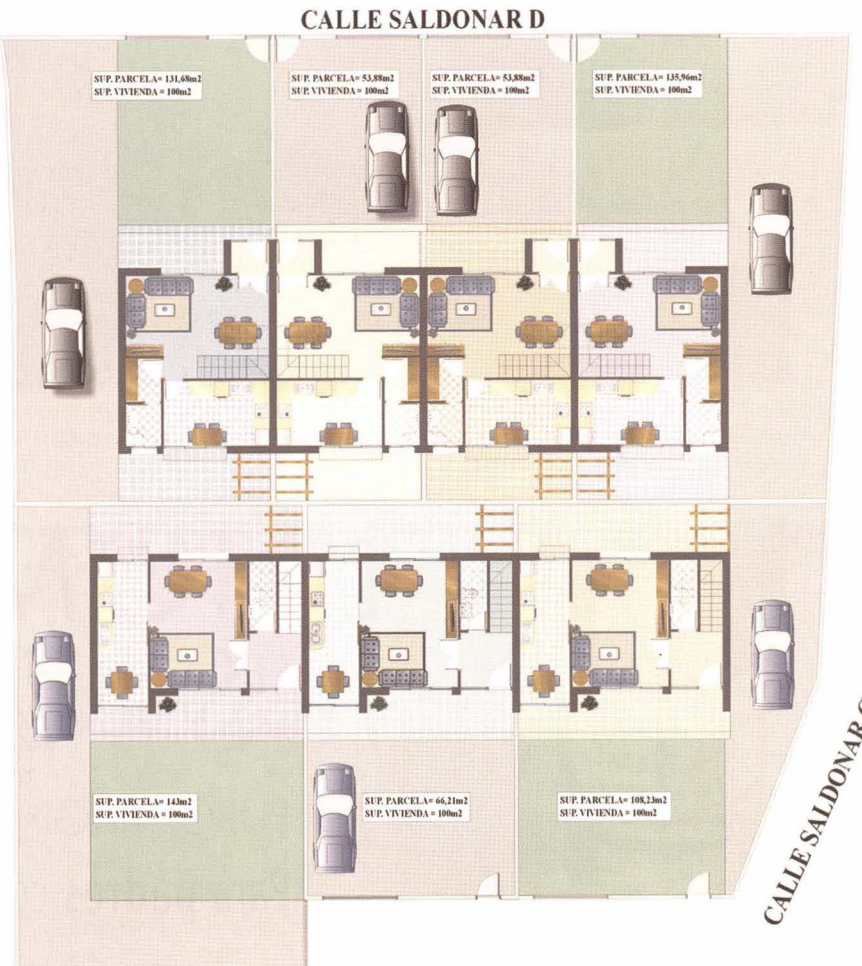 CALLE SALDONAR D
SUP. PARCELA= 131,68m2
SUP. VIVIENDA = 100m2
SUP. PARCELA= 53,88m2
SUP. VIVIENDA = 100m2
SUP. PARCELA= 53,88m2
SUP. VIVIENDA = 100m2
SUP. PARCELA= 135,96m2
SUP. VIVIENDA = 100m2
SUP. PARCELA= 143m2
SUP. VIVIENDA = 100m2
SUP. PARCELA= 66,21m2
SUP. VIVIENDA = 100m2
SUP. PARCELA= 108,23m2
SUP. VIVIENDA = 100m2
CALLE SALDONAR